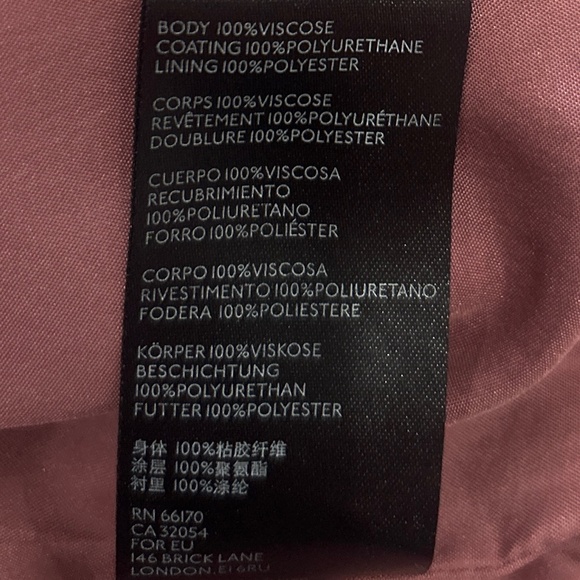 BODY 100%VISCOSE
COATING 100%POLYURETHANE
LINING 100%POLYESTER
CORPS 100%VISCOSE
REVÊTEMENT 100%POLYURÉTHANE
DOUBLURE 100%POLYESTER
CUERPO 100%VISCOSA
RECUBRIMIENTO
100%POLIURETANO
FORRO 100%POLIÉSTER
CORPO 100%VISCOSA
RIVESTIMENTO 100%POLIURETANO
FODERA 100%POLIESTERE
KÖRPER 100%VISKOSE
BESCHICHTUNG
100%POLYURETHAN
FUTTER 100%POLYESTER
身体 100%粘胶纤维
涂层 100%聚氨酯
衬里 100%涤纶
RN 66170
CA 32054
FOR EU
146 BRICK LANE
LONDON, E1 6RU